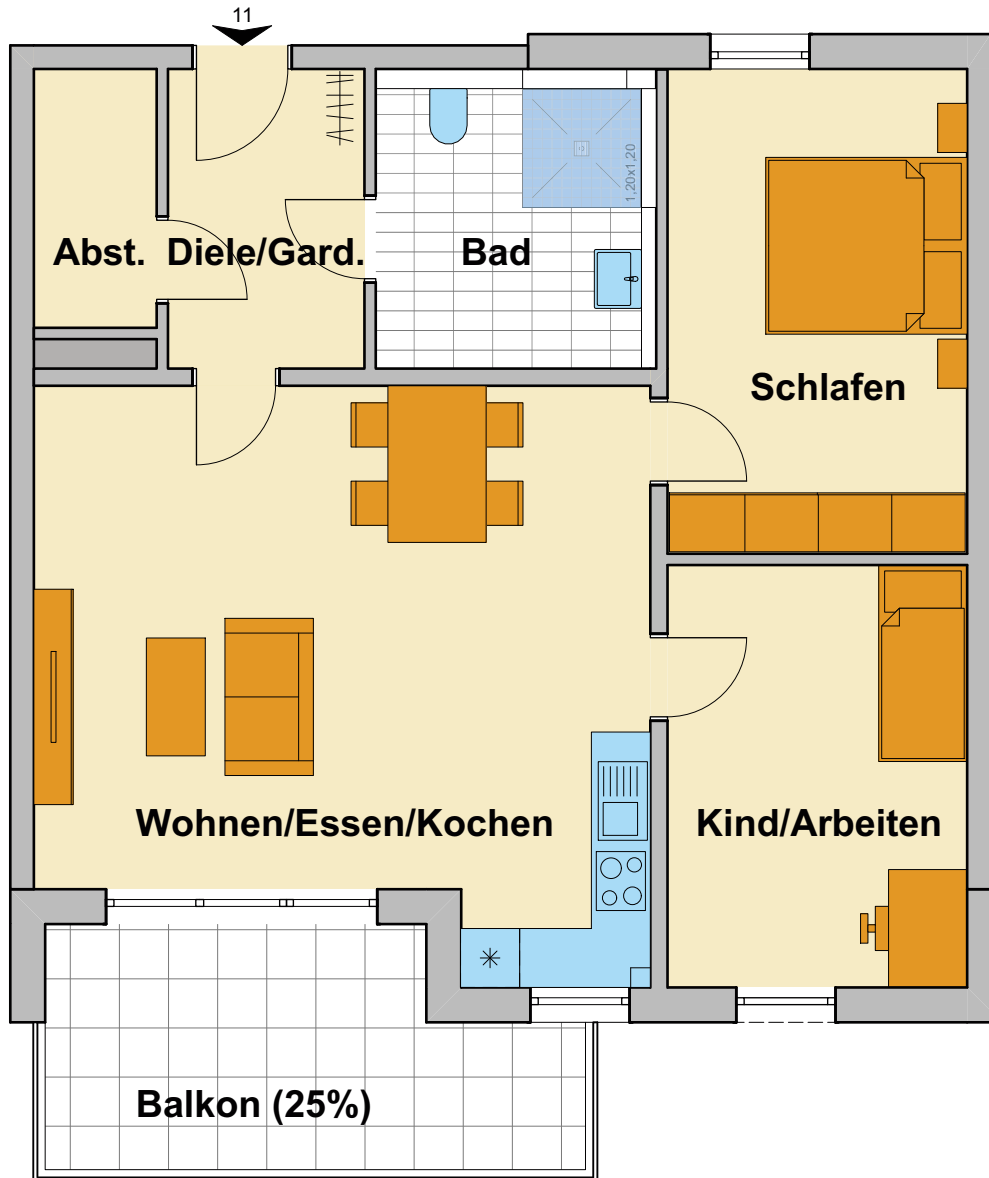 11
1,20x1,20
Abst. Diele/Gard. Bad
Schlafen
Wohnen/Essen/Kochen Kind/Arbeiten
Balkon (25%)